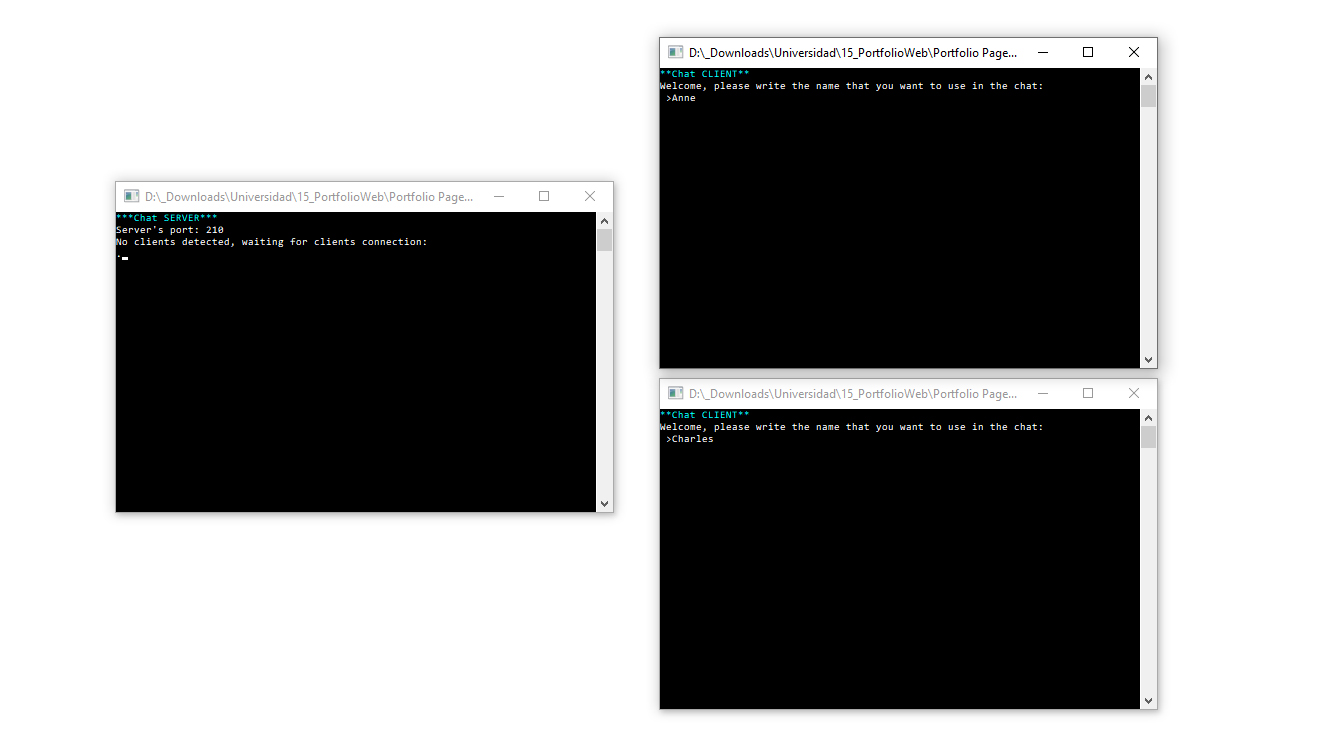 D:\_Downloads\Universidad\15_PortfolioWeb\Portfolio Page...
***Chat SERVER***
Server's port: 210
No clients detected, waiting for clients connection:
.
D:\_Downloads\Universidad\15_PortfolioWeb\Portfolio Page...
**Chat CLIENT**
Welcome, please write the name that you want to use in the chat:
>Anne
D:\_Downloads\Universidad\15_PortfolioWeb\Portfolio Page...
**Chat CLIENT**
Welcome, please write the name that you want to use in the chat:
>Charles